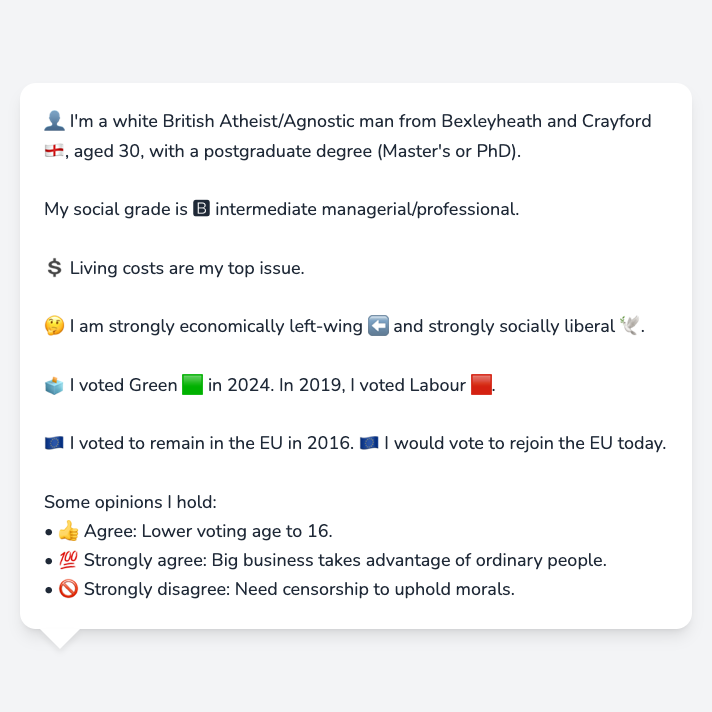 👤 I'm a white British Atheist/Agnostic man from Bexleyheath and Crayford
🏴󠁧󠁢󠁥󠁮󠁧󠁿, aged 30, with a postgraduate degree (Master's or PhD).
My social grade is 🅱 intermediate managerial/professional.
💲 Living costs are my top issue.
🤔 I am strongly economically left-wing ⬅️ and strongly socially liberal 🕊️.
🗳️ I voted Green 🟩 in 2024. In 2019, I voted Labour 🟥.
🇪🇺 I voted to remain in the EU in 2016. 🇪🇺 I would vote to rejoin the EU today.
Some opinions I hold:
• 👍 Agree: Lower voting age to 16.
• 💯 Strongly agree: Big business takes advantage of ordinary people.
• 🚫 Strongly disagree: Need censorship to uphold morals.